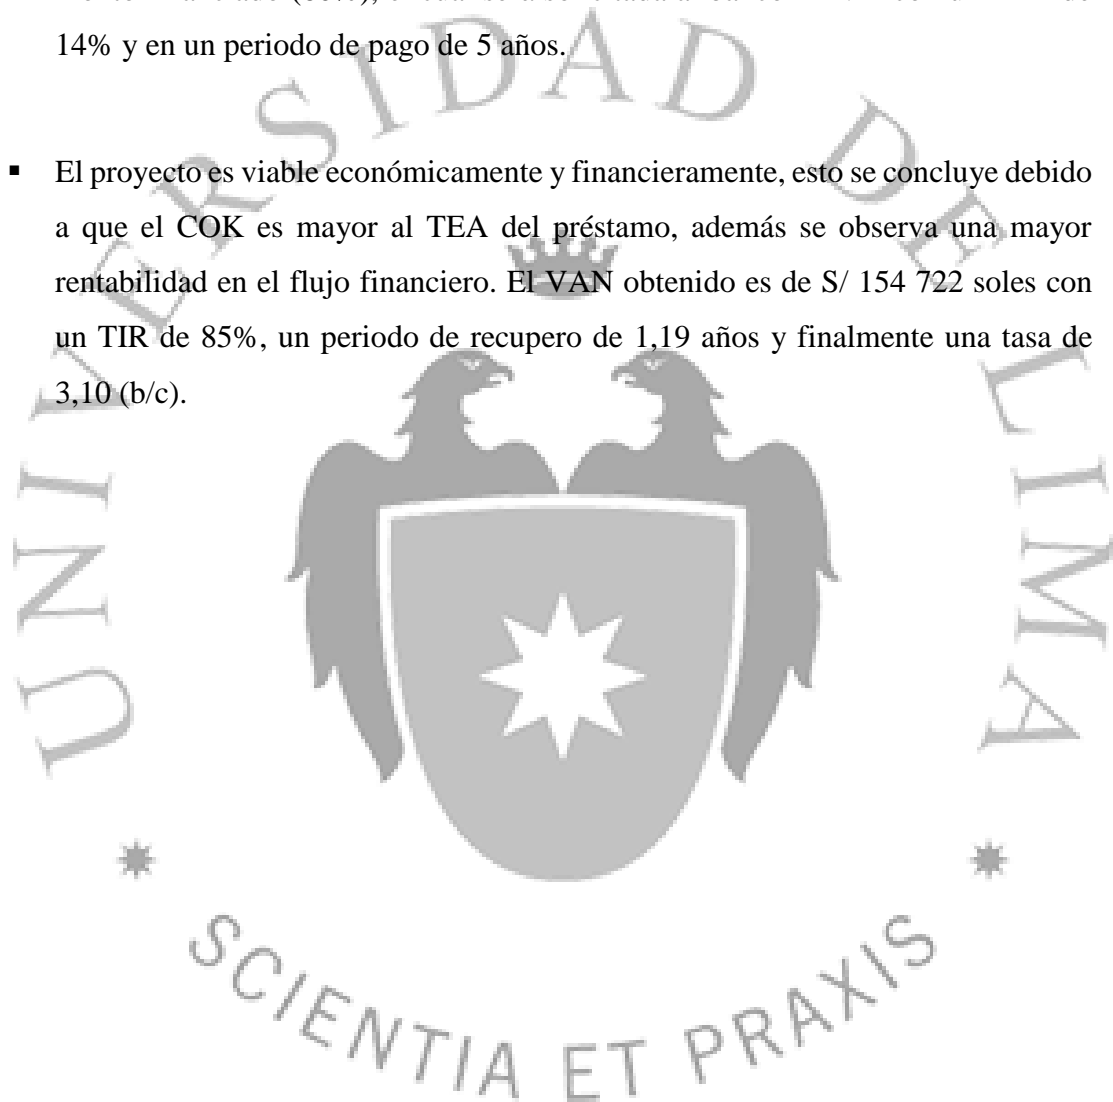 14% y en un periodo de pago de 5 años.
▪ El proyecto es viable económicamente y financieramente, esto se concluye debido
a que el COK es mayor al TEA del préstamo, además se observa una mayor
rentabilidad en el flujo financiero. El VAN obtenido es de S/ 154 722 soles con
un TIR de 85%, un periodo de recupero de 1,19 años y finalmente una tasa de
3,10 (b/c).
UNIVERSIDAD DE LIMA
SCIENTIA ET PRAXIS